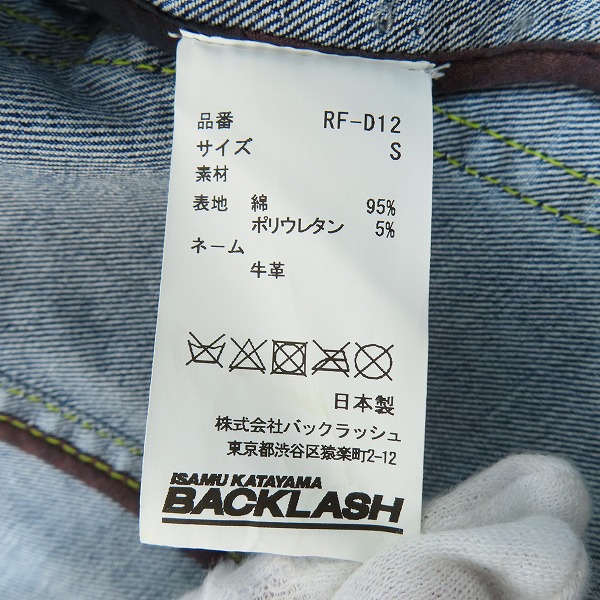 品番 RF-D12
サイズ S
素材
表地 綿 95%
ポリウレタン 5%
ネーム
牛革
日本製
株式会社バックラッシュ
東京都渋谷区猿楽町2-12
ISAMU KATAYAMA
BACKLASH